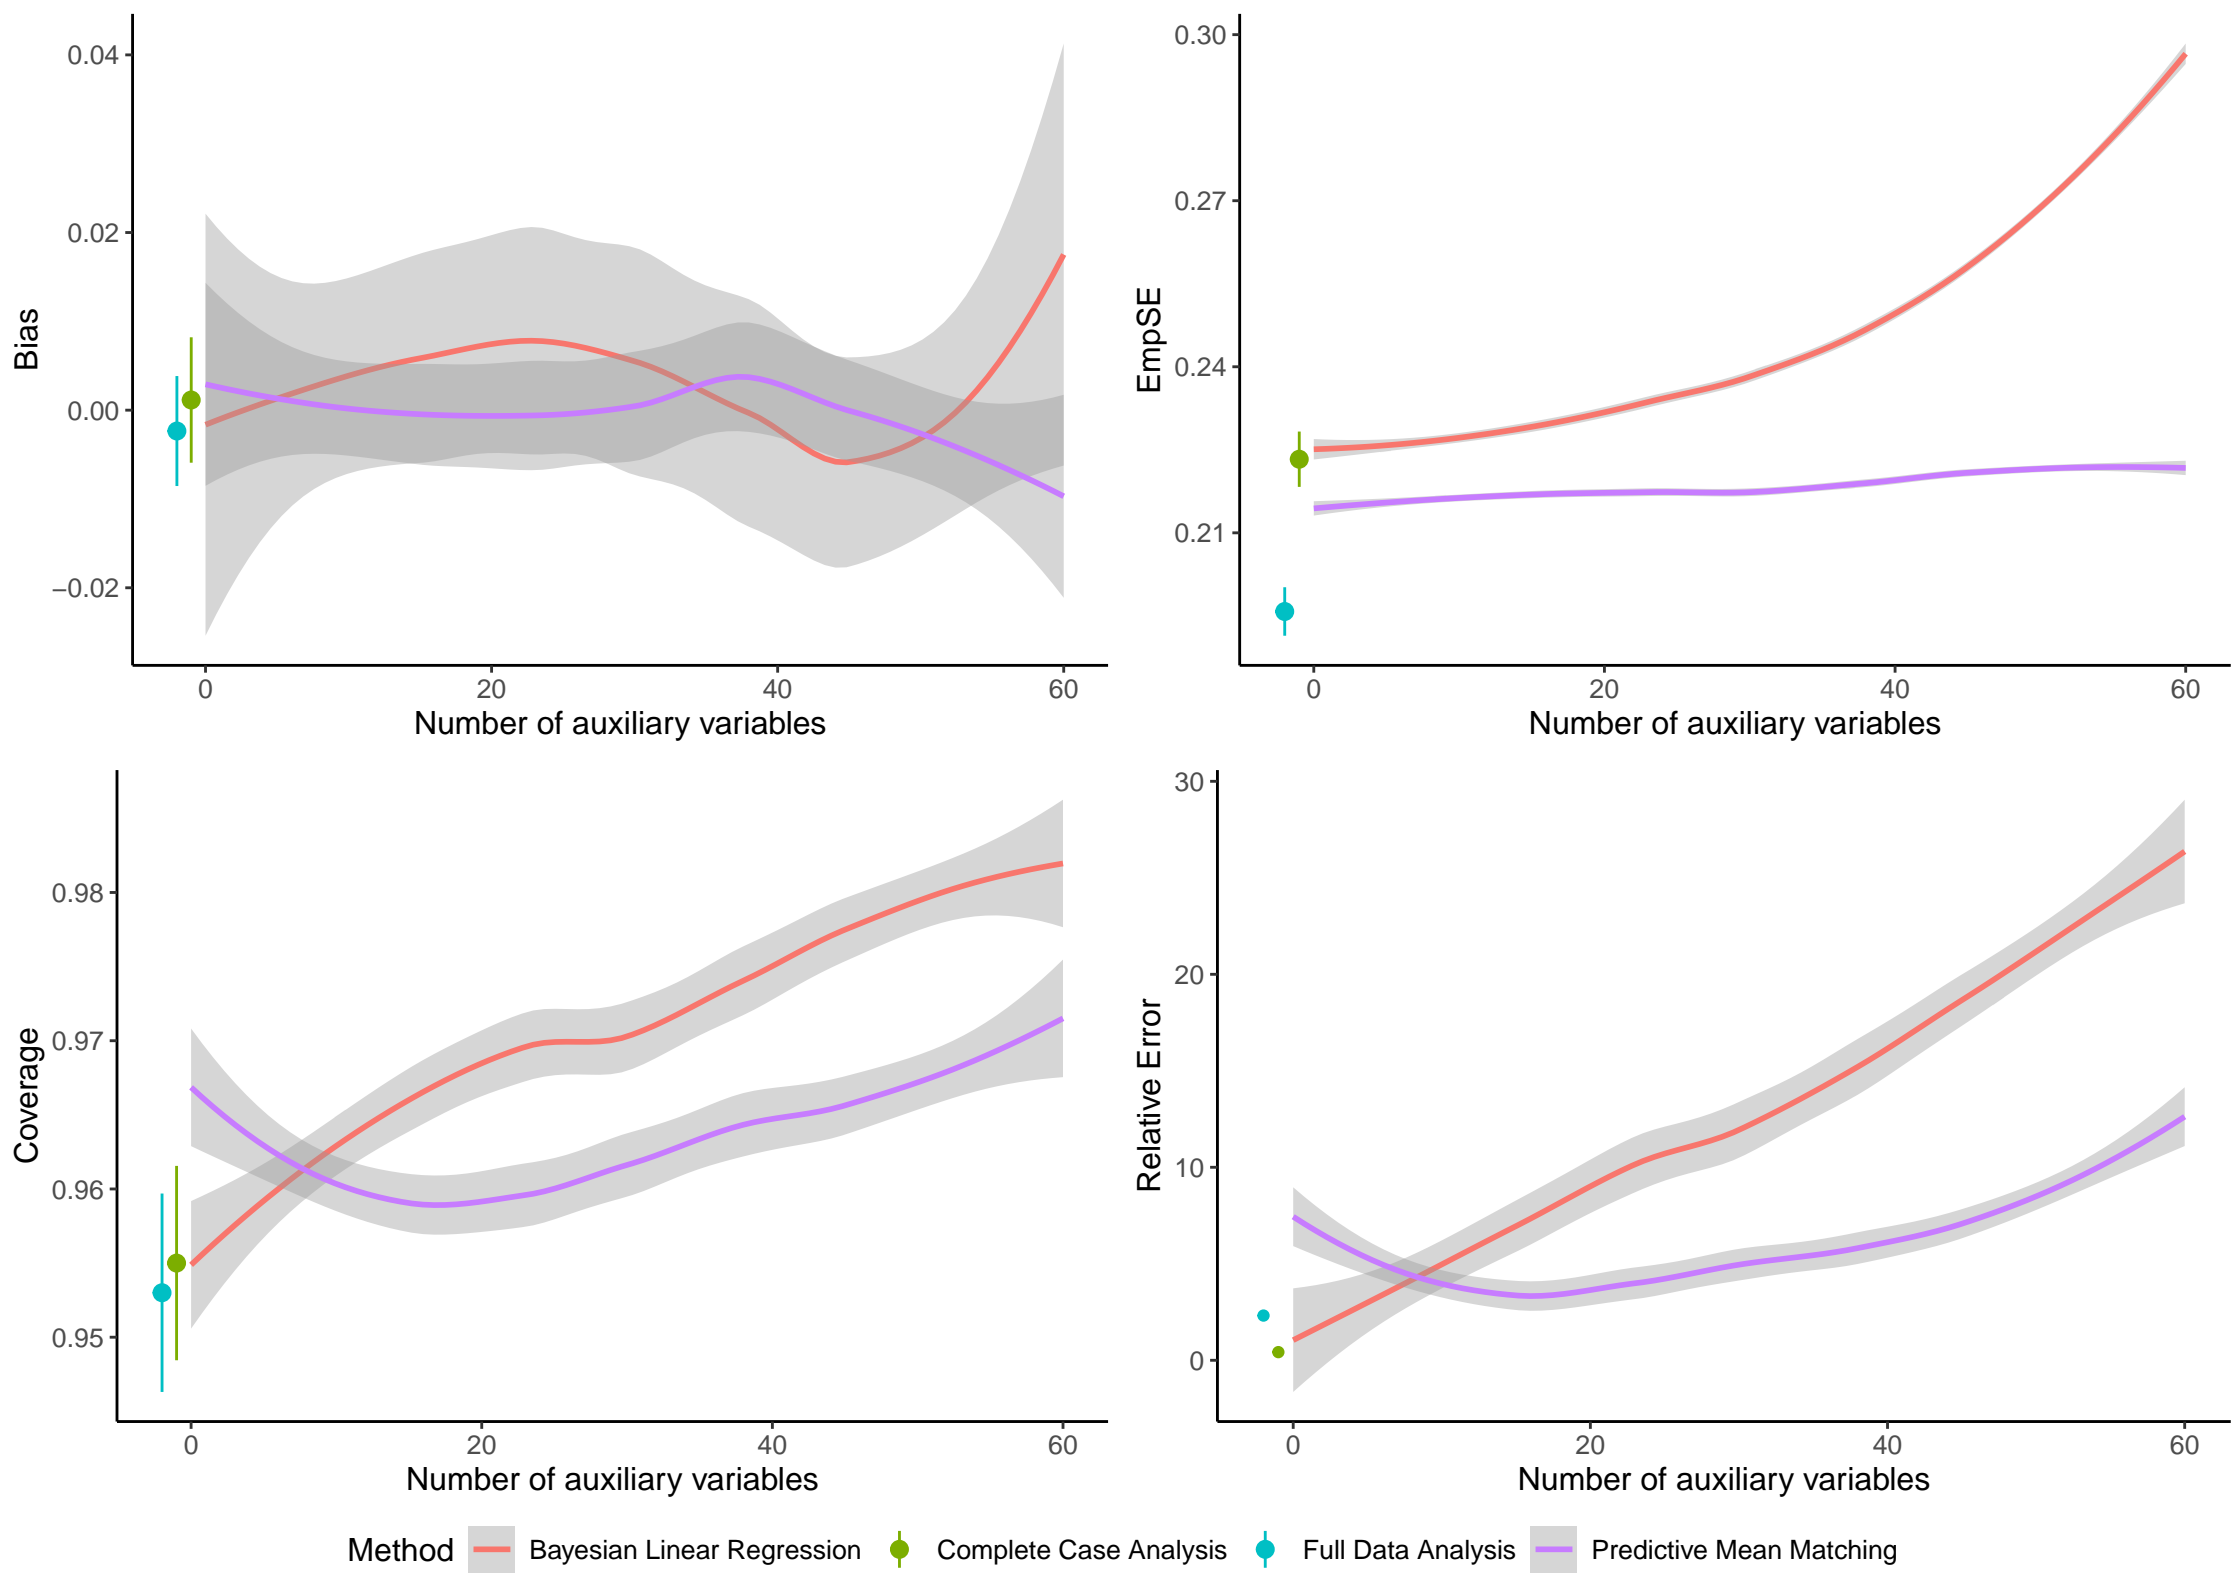 0.04
0.02
0.00
−0.02
Bias
0 20 40 60
Number of auxiliary variables
0.30
0.27
0.24
0.21
EmpSE
0 20 40 60
Number of auxiliary variables
0.98
0.97
0.96
0.95
Coverage
0 20 40 60
Number of auxiliary variables
30
20
10
0
Relative Error
0 20 40 60
Number of auxiliary variables
Method Bayesian Linear Regression Complete Case Analysis Full Data Analysis Predictive Mean Matching